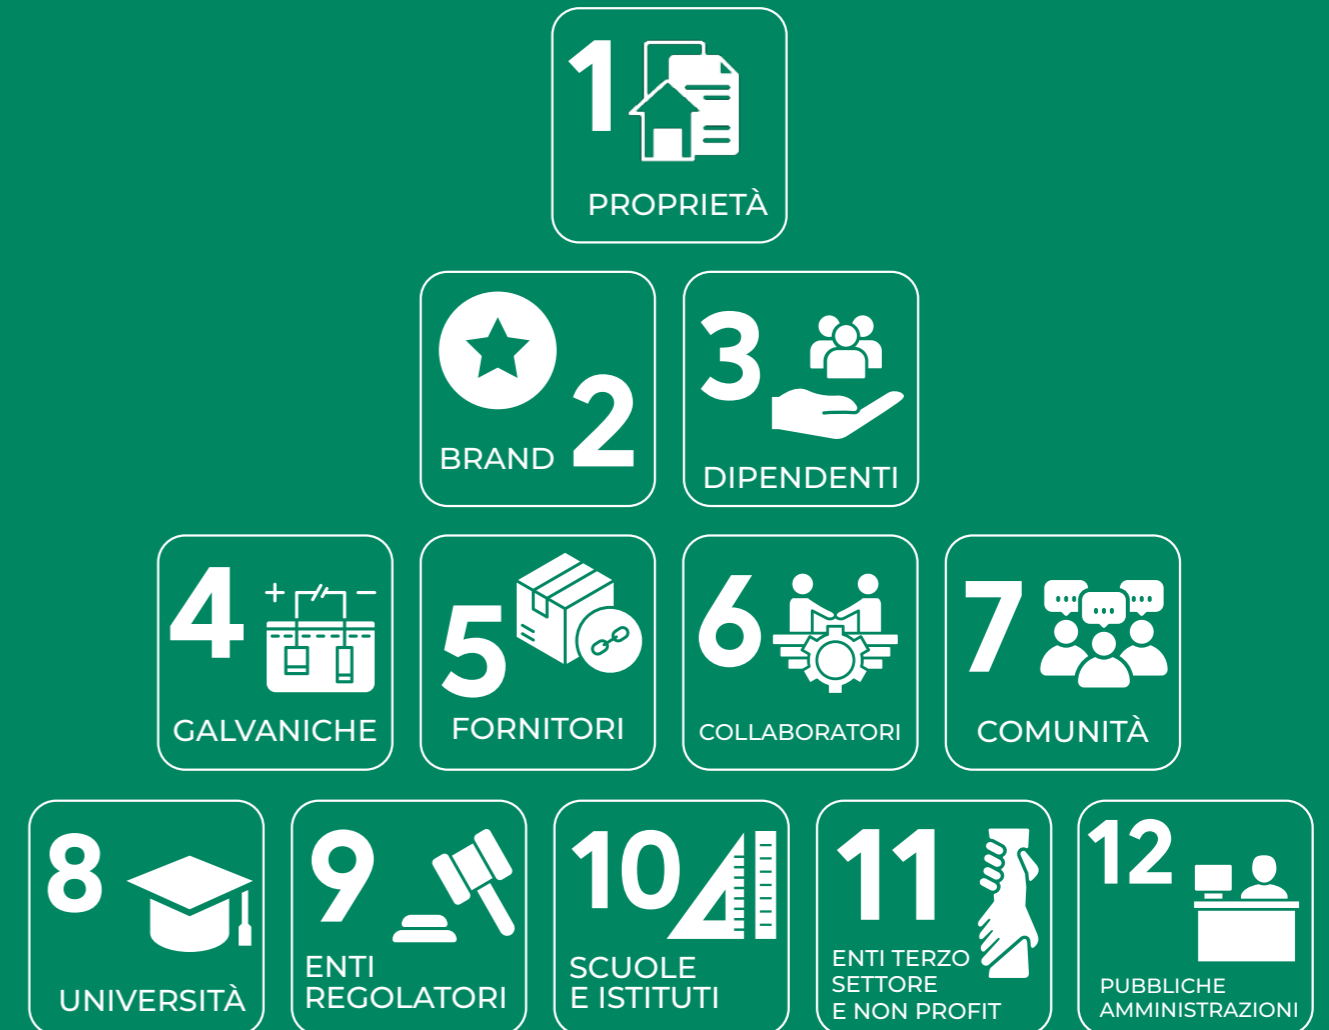 1
PROPRIETÀ
2
BRAND
3
DIPENDENTI
4
GALVANICHE
5
FORNITORI
6
COLLABORATORI
7
COMUNITÀ
8
UNIVERSITÀ
9
ENTI
REGOLATORI
10
SCUOLE
E ISTITUTI
11
ENTI TERZO
SETTORE
E NON PROFIT
12
PUBBLICHE
AMMINISTRAZIONI